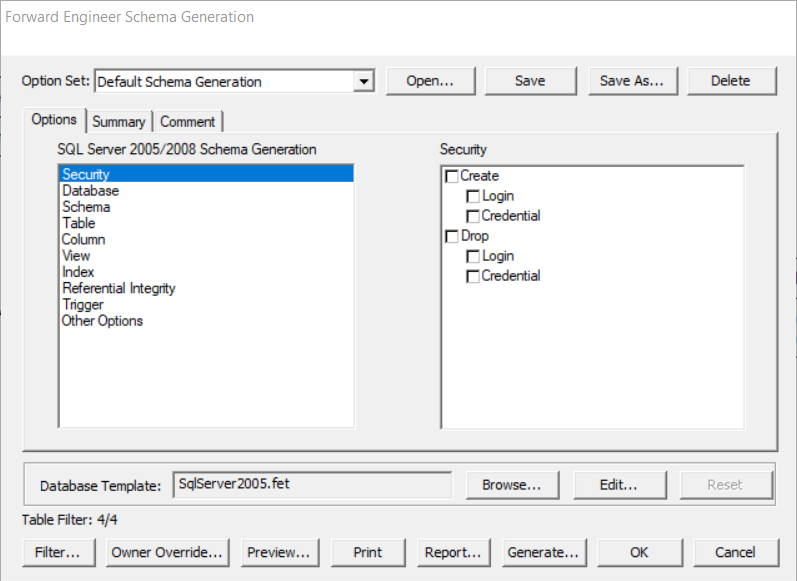 Forward Engineer Schema Generation
Option Set: Default Schema Generation Open... Save Save As... Delete
Options Summary Comment
SQL Server 2005/2008 Schema Generation
Security
Database
Schema
Table
Column
View
Index
Referential Integrity
Trigger
Other Options
Security
Create
Login
Credential
Drop
Login
Credential
Database Template: SqlServer2005.fet Browse... Edit... Reset
Table Filter: 4/4
Filter... Owner Override... Preview... Print Report... Generate... OK Cancel